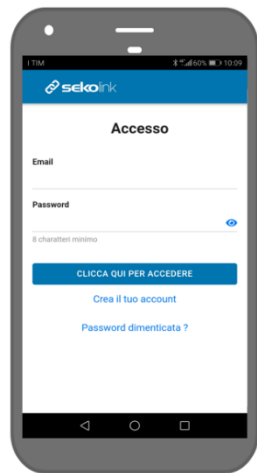 I TIM 60% 10:09
sekolink
Accesso
Email
Password
8 charatteri minimo
CLICCA QUI PER ACCEDERE
Crea il tuo account
Password dimenticata ?